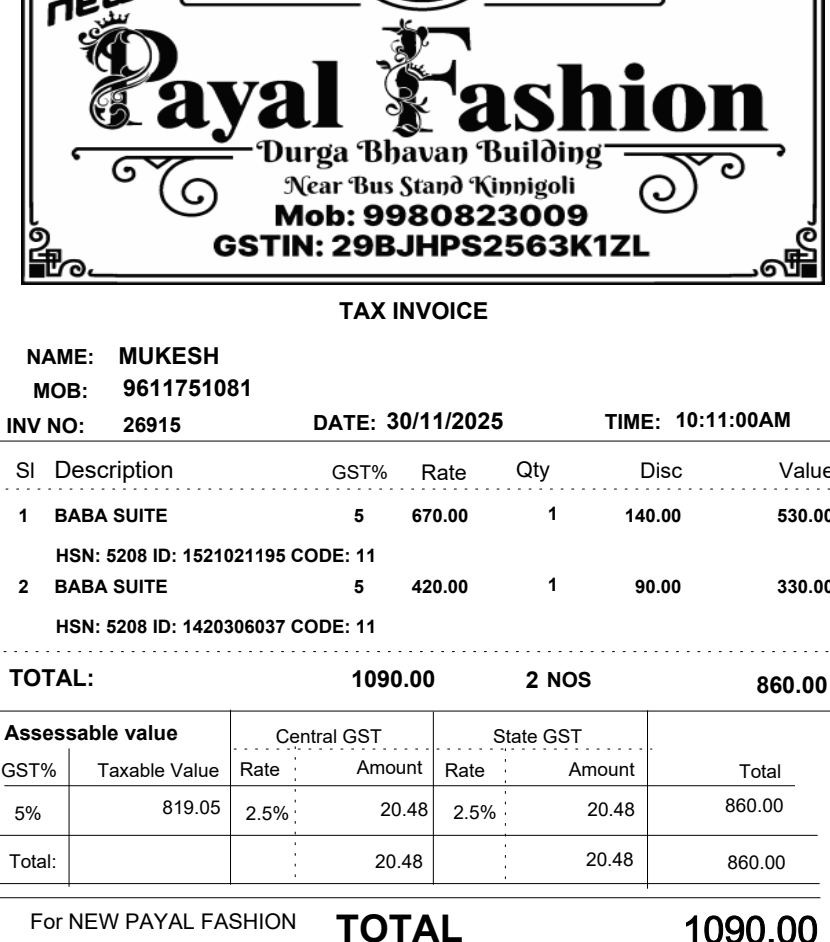 new
Payal Fashion
Durga Bhavan Building
Near Bus Stand Kinnigoli
Mob: 9980823009
GSTIN: 29BJHPS2563K1ZL
TAX INVOICE
NAME: MUKESH
MOB: 9611751081
INV NO: 26915 DATE: 30/11/2025 TIME: 10:11:00AM
Sl Description GST% Rate Qty Disc Value
1 BABA SUITE 5 670.00 1 140.00 530.00
HSN: 5208 ID: 1521021195 CODE: 11
2 BABA SUITE 5 420.00 1 90.00 330.00
HSN: 5208 ID: 1420306037 CODE: 11
TOTAL: 1090.00 2 NOS 860.00
Assessable value Central GST State GST
GST% Taxable Value Rate Amount Rate Amount Total
5% 819.05 2.5% 20.48 2.5% 20.48 860.00
Total: 20.48 20.48 860.00
For NEW PAYAL FASHION TOTAL 1090.00